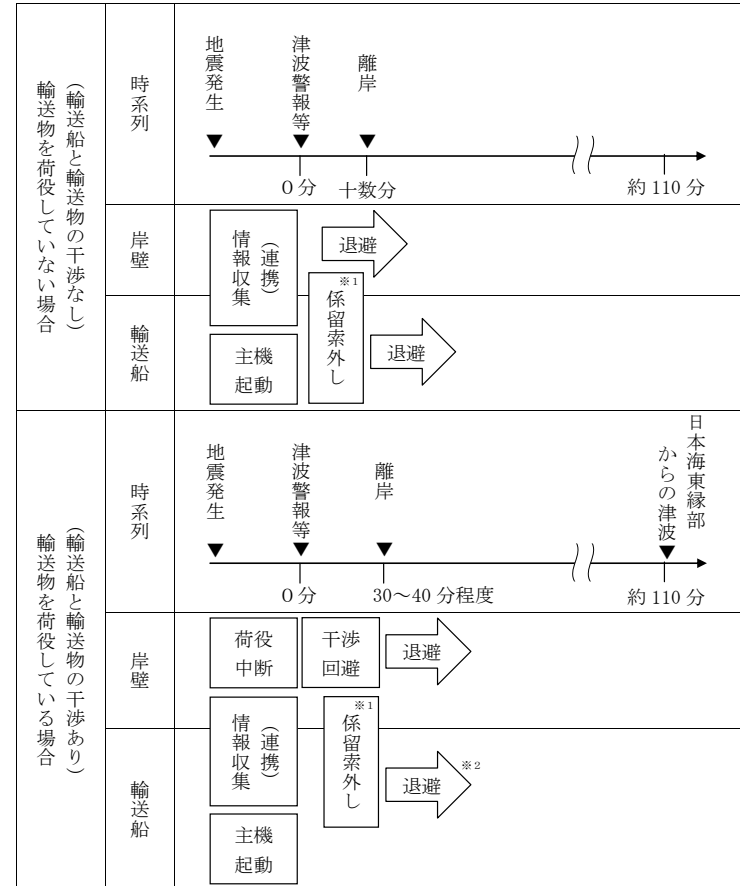 輸送物を荷役していない場合
（輸送船と輸送物の干渉なし）
時系列
地震発生
津波警報等
離岸
0分
十数分
約110分
岸壁
情報収集
（連携）
退避
※1
係留索外し
輸送船
主機
起動
退避
輸送物を荷役している場合
（輸送船と輸送物の干渉あり）
時系列
地震発生
津波警報等
離岸
日本海東縁部
からの津波
0分
30～40分程度
約110分
岸壁
荷役
中断
干渉
回避
退避
情報収集
（連携）
※1
係留索外し
輸送船
退避
※2
主機
起動